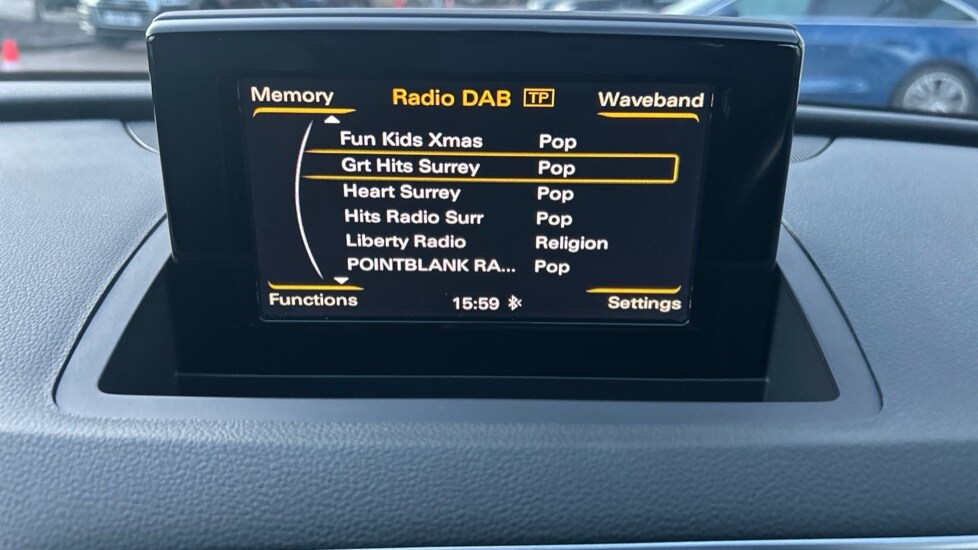 Memory Radio DAB TP Waveband
Fun Kids Xmas Pop
Grt Hits Surrey Pop
Heart Surrey Pop
Hits Radio Surr Pop
Liberty Radio Religion
POINTBLANK RA... Pop
Functions 15:59 Settings